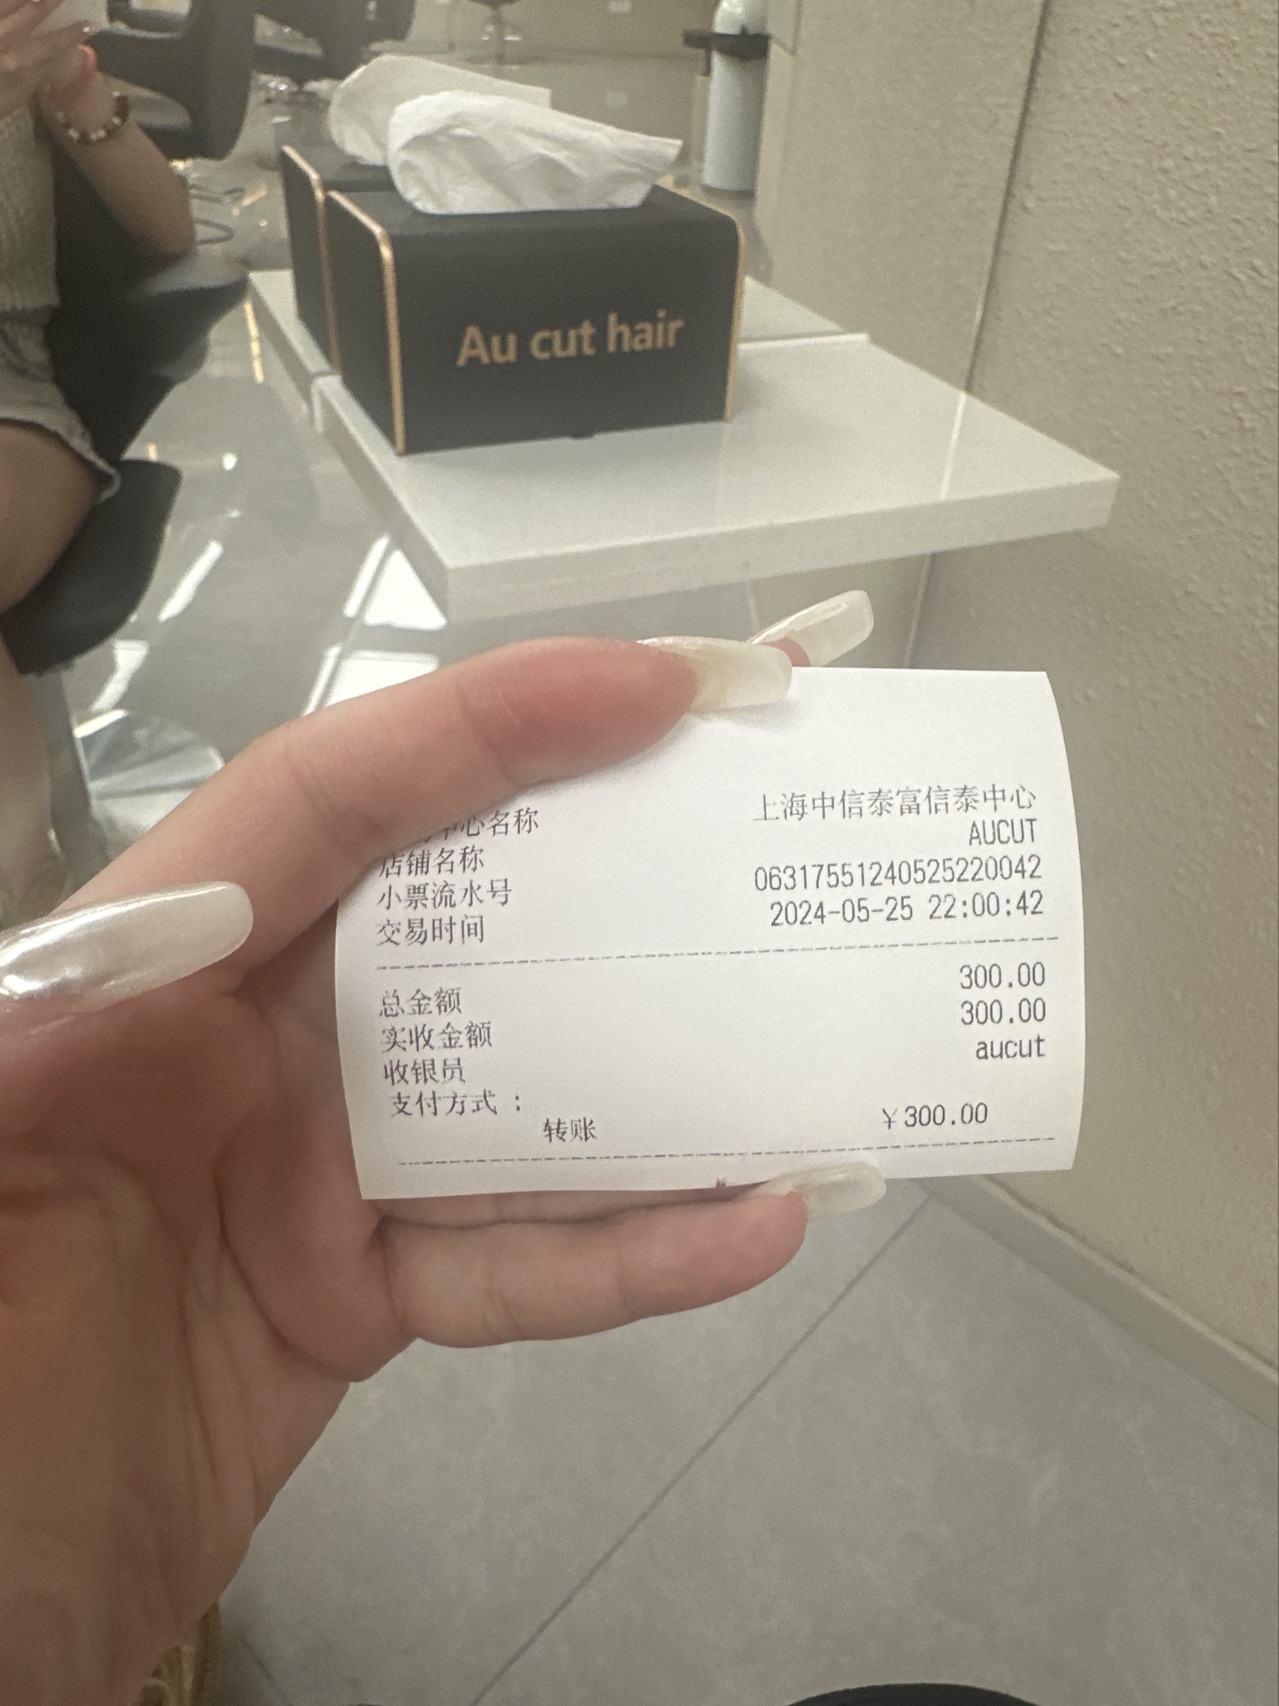 Au cut hair
中心名称 上海中信泰富信泰中心
店铺名称 AUCUT
小票流水号 06317551240525220042
交易时间 2024-05-25 22:00:42
总金额 300.00
实收金额 300.00
收银员 aucut
支付方式 :
转账 ¥300.00